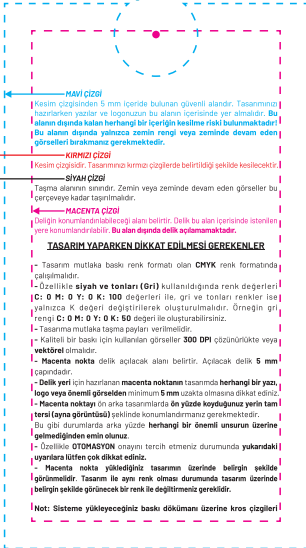 MAVİ ÇİZGİ
Kesim çizgisinden 5 mm içeride bulunan güvenli alandır. Tasarımınızı
hazırlarken yazılar ve logonuzun bu alanın içerisinde yer almalıdır. Bu
alanın dışında kalan herhangi bir içeriğin kesilme riski bulunmaktadır!
Bu alanın dışında yalnızca zemin rengi veya zeminde devam eden
görselleri bırakmanız gerekmektedir.
KIRMIZI ÇİZGİ
Kesim çizgisidir. Tasarımınızı kırmızı çizgilerde belirtildiği şekilde kesilecektir.
SİYAH ÇİZGİ
Taşma alanının sınırıdır. Zemin veya zeminde devam eden görseller bu
çerçeveye kadar taşırılmalıdır.
MACENTA ÇİZGİ
Deliğin konumlandırılabileceği alanı belirtir. Delik bu alan içerisinde istenilen
yere konumlandırılabilir. Bu alan dışında delik açılamamaktadır.
TASARIM YAPARKEN DİKKAT EDİLMESİ GEREKENLER
- Tasarım mutlaka baskı renk formatı olan CMYK renk formatında
çalışılmalıdır.
- Özellikle siyah ve tonları (Gri) kullanıldığında renk değerleri
C: 0 M: 0 Y: 0 K: 100 değerleri ile, gri ve tonları renkler ise
yalnızca K değeri değiştirilerek oluşturulmalıdır. Örneğin gri
rengi C: 0 M: 0 Y: 0 K: 50 değeri ile oluşturabilirsiniz.
- Tasarıma mutlaka taşma payları verilmelidir.
- Kaliteli bir baskı için kullanılan görseller 300 DPI çözünürlükte veya
vektörel olmalıdır.
- Macenta nokta delik açılacak alanı belirtir. Açılacak delik 5 mm
çapındadır.
- Delik yeri için hazırlanan macenta noktanın tasarımda herhangi bir yazı,
logo veya önemli görselden minimum 5 mm uzakta olmasına dikkat ediniz.
- Macenta noktayı ön arka tasarımlarda ön yüzde koyduğunuz yerin tam
tersi (ayna görüntüsü) şeklinde konumlandırmanız gerekmektedir.
Bu gibi durumlarda arka yüzde herhangi bir önemli unsurun üzerine
gelmediğinden emin olunuz.
- Özellikle OTOMASYON onayını tercih etmeniz durumunda yukarıdaki
uyarılara lütfen çok dikkat ediniz.
- Macenta nokta yüklediğiniz tasarımın üzerinde belirgin şekilde
görünmelidir. Tasarım ile aynı renk olması durumunda tasarım üzerinde
belirgin şekilde görünecek bir renk ile değiştirmeniz gereklidir.
Not: Sisteme yükleyeceğiniz baskı dökümanı üzerine kros çizgileri